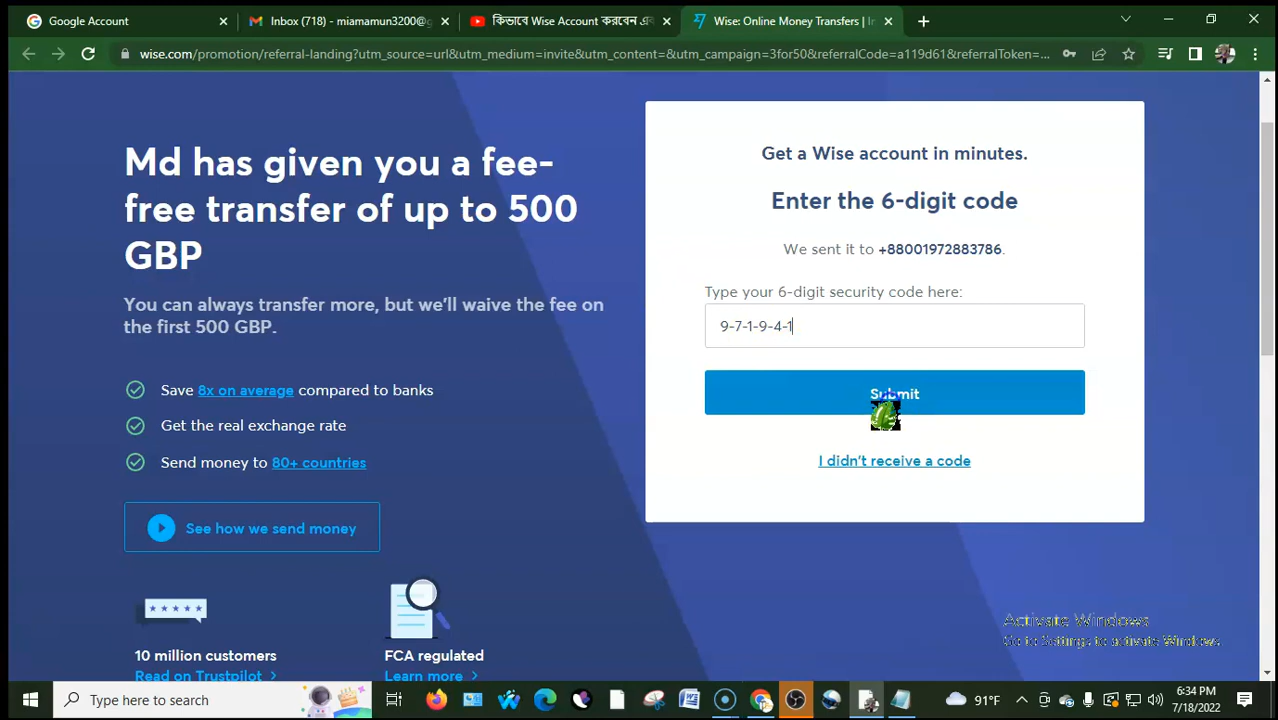 Google Account
Inbox (718) - miamamun3200@g
কিভাবে Wise Account করবেন এব
Wise: Online Money Transfers | In
wise.com/promotion/referral-landing?utm_source=url&utm_medium=invite&utm_content=&utm_campaign=3for50&referralCode=a119d61&referralToken=...
Md has given you a fee-
free transfer of up to 500
GBP
You can always transfer more, but we'll waive the fee on
the first 500 GBP.
Save 8x on average compared to banks
Get the real exchange rate
Send money to 80+ countries
See how we send money
10 million customers
Read on Trustpilot
FCA regulated
Learn more
Get a Wise account in minutes.
Enter the 6-digit code
We sent it to +88001972883786.
Type your 6-digit security code here:
9-7-1-9-4-1
Submit
I didn't receive a code
Activate Windows
Go to Settings to activate Windows.
Type here to search
91°F
6:34 PM
7/18/2022